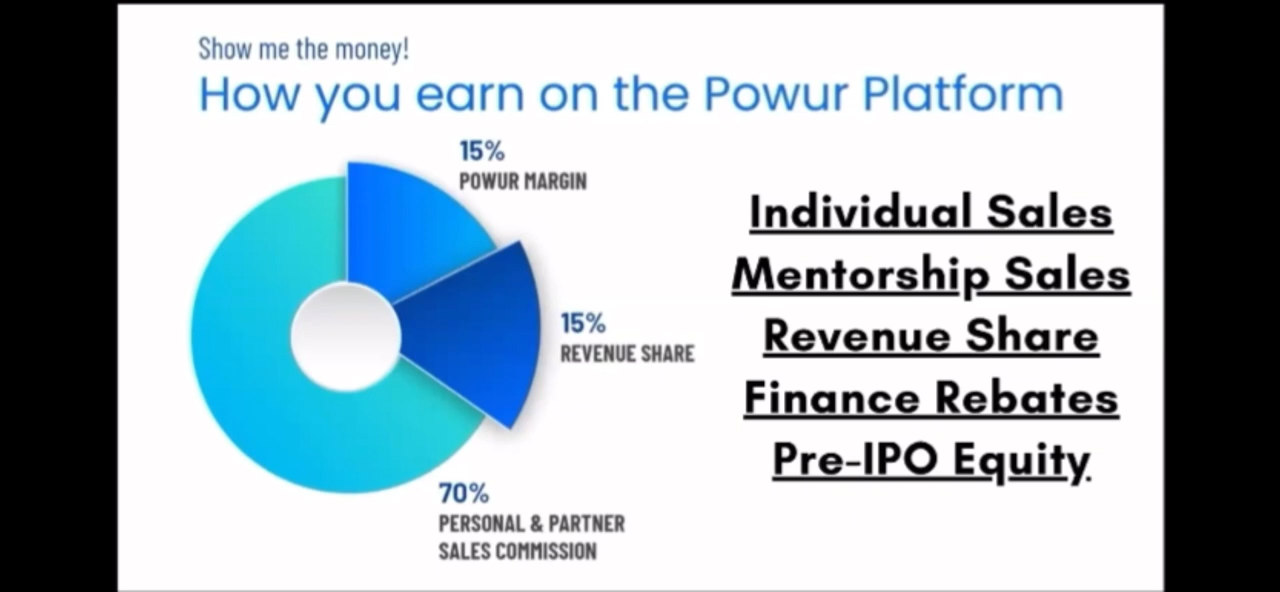 Show me the money!
How you earn on the Powur Platform
15%
POWUR MARGIN
15%
REVENUE SHARE
70%
PERSONAL & PARTNER
SALES COMMISSION
Individual Sales
Mentorship Sales
Revenue Share
Finance Rebates
Pre-IPO Equity